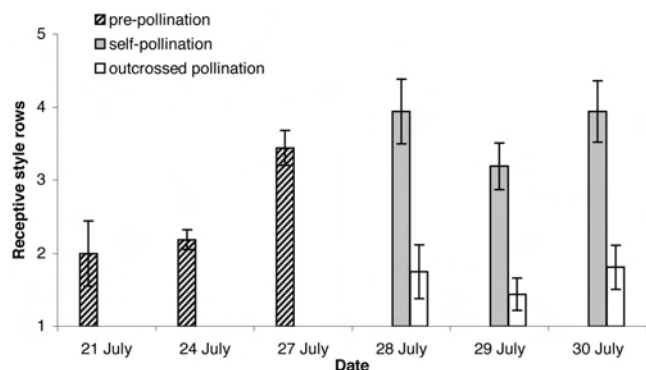 pre-pollination
self-pollination
outcrossed pollination
Receptive style rows
5
4
3
2
1
21 July 24 July 27 July 28 July 29 July 30 July
Date